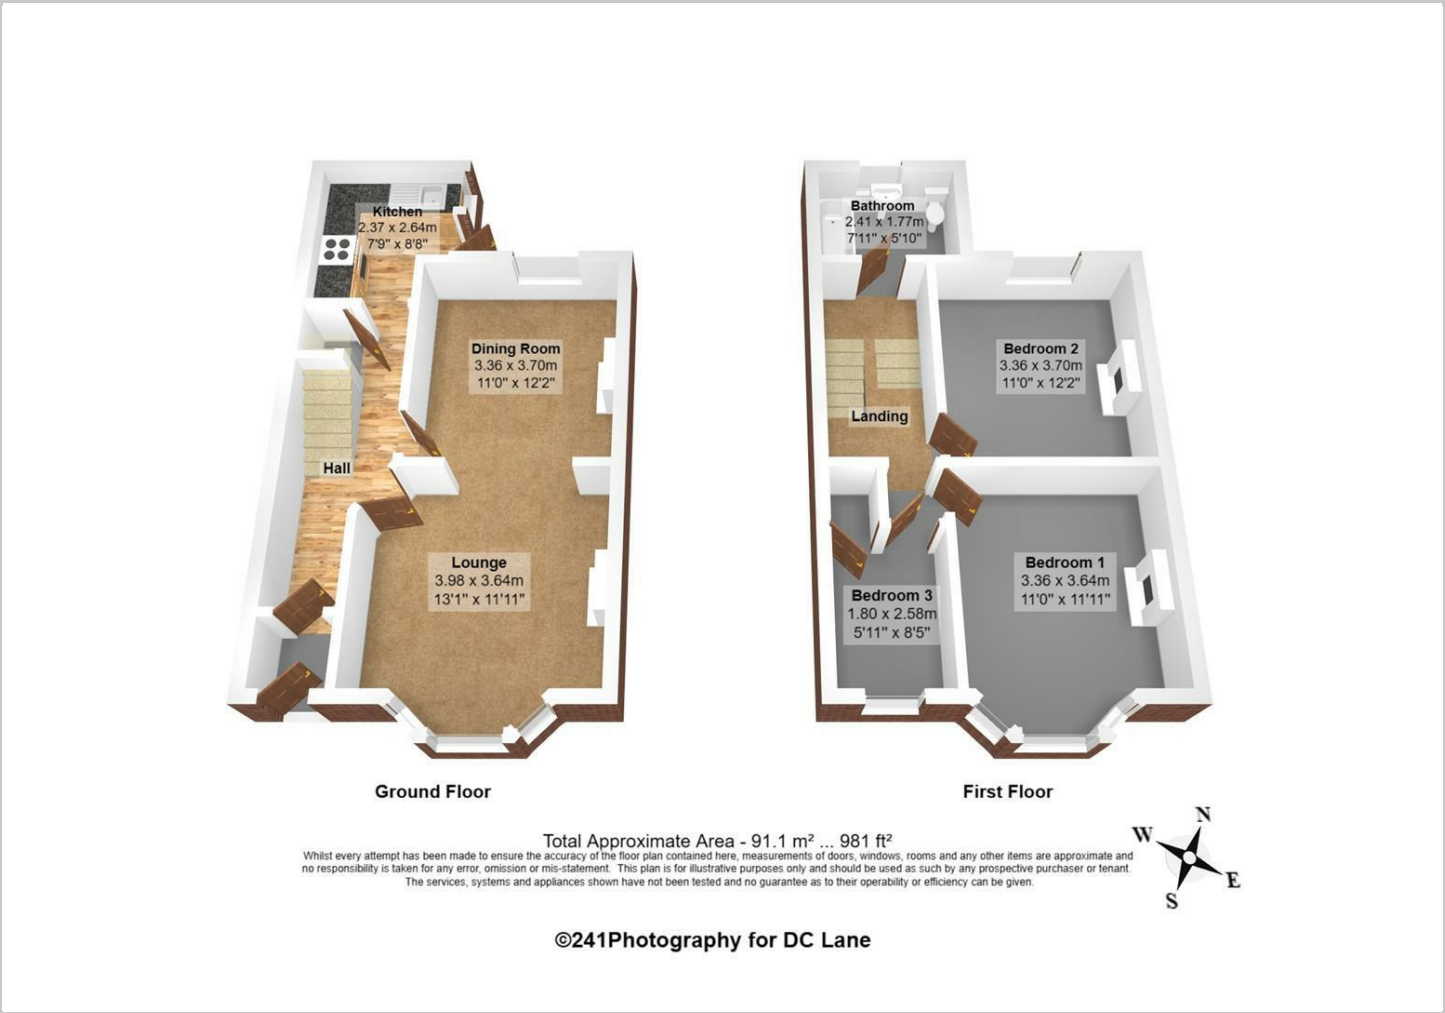 Kitchen
2.37 x 2.64m
7'9" x 8'8"
Dining Room
3.36 x 3.70m
11'0" x 12'2"
Hall
Lounge
3.98 x 3.64m
13'1" x 11'11"
Ground Floor
Bathroom
2.41 x 1.77m
7'11" x 5'10"
Bedroom 2
3.36 x 3.70m
11'0" x 12'2"
Landing
Bedroom 1
3.36 x 3.64m
11'0" x 11'11"
Bedroom 3
1.80 x 2.58m
5'11" x 8'5"
First Floor
N
W
E
S
Total Approximate Area - 91.1 m² ... 981 ft²
Whilst every attempt has been made to ensure the accuracy of the floor plan contained here, measurements of doors, windows, rooms and any other items are approximate and
no responsibility is taken for any error, omission or mis-statement. This plan is for illustrative purposes only and should be used as such by any prospective purchaser or tenant.
The services, systems and appliances shown have not been tested and no guarantee as to their operability or efficiency can be given.
©241Photography for DC Lane